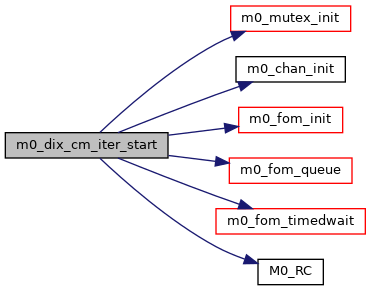 m0_dix_cm_iter_start
m0_mutex_init
m0_chan_init
m0_fom_init
m0_fom_queue
m0_fom_timedwait
M0_RC